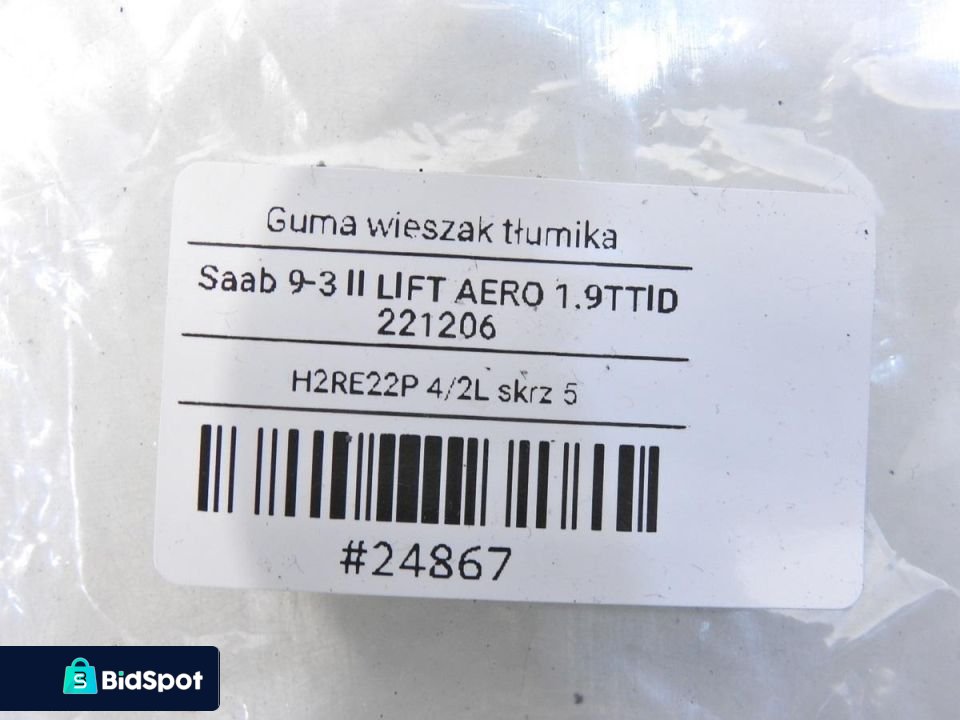 Guma wieszak tłumika
Saab 9-3 II LIFT AERO 1.9TTID
221206
H2RE22P 4/2L skrz 5
#24867
S BidSpot